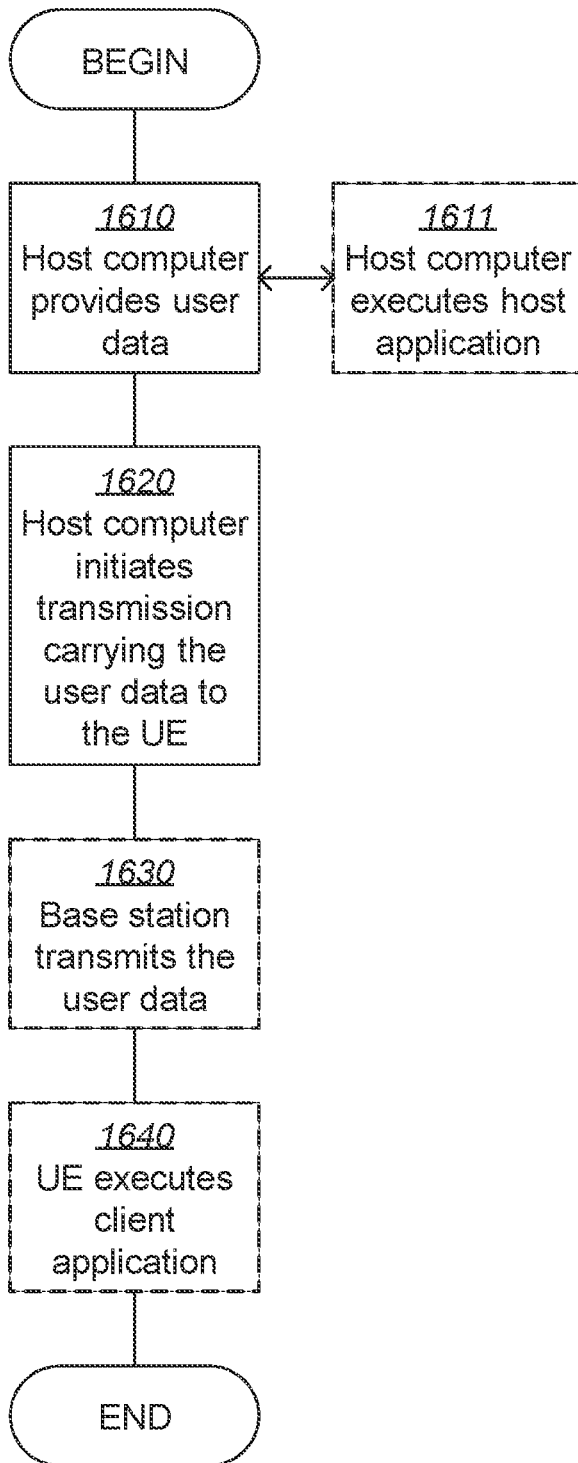 BEGIN
1610
Host computer
provides user
data
1611
Host computer
executes host
application
1620
Host computer
initiates
transmission
carrying the
user data to
the UE
1630
Base station
transmits the
user data
1640
UE executes
client
application
END